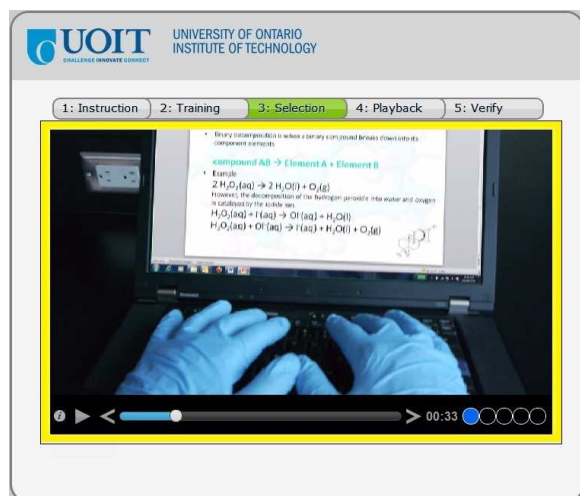 UOIT
CHALLENGE INNOVATE CONNECT
UNIVERSITY OF ONTARIO
INSTITUTE OF TECHNOLOGY
1: Instruction
2: Training
3: Selection
4: Playback
5: Verify
• Binary decomposition is when a binary compound breaks down into its
component elements
compound AB → Element A + Element B
• Example
2 H₂O₂(aq) → 2 H₂O(l) + O₂(g)
However, the decomposition of the hydrogen peroxide into water and oxygen
is catalyzed by the iodide ion.
H₂O₂(aq) + I⁻(aq) → OI⁻(aq) + H₂O(l)
H₂O₂(aq) + OI⁻(aq) → I⁻(aq) + H₂O(l) + O₂(g)
00:33